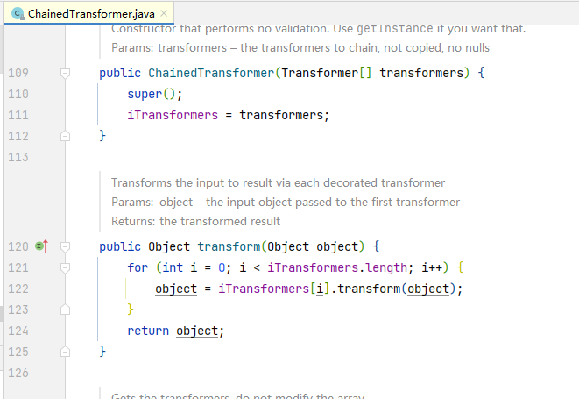 ChainedTransformer.java
Constructor that performs no validation. Use getInstance if you want that.
Params: transformers – the transformers to chain, not copied, no nulls
109 public ChainedTransformer(Transformer[] transformers) {
110 super();
111 iTransformers = transformers;
112 }
113
Transforms the input to result via each decorated transformer
Params: object – the input object passed to the first transformer
Returns: the transformed result
120 public Object transform(Object object) {
121 for (int i = 0; i < iTransformers.length; i++) {
122 object = iTransformers[i].transform(object);
123 }
124 return object;
125 }
126
Gets the transformers, do not modify the array